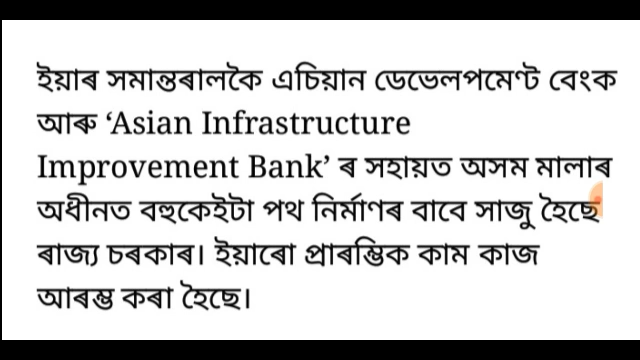 ইয়াৰ সমান্তৰালকৈ এচিয়ান ডেভেলপমেণ্ট বেংক
আৰু ‘Asian Infrastructure
Improvement Bank’ ৰ সহায়ত অসম মালাৰ
অধীনত বহুকেইটা পথ নিৰ্মাণৰ বাবে সাজু হৈছে
ৰাজ্য চৰকাৰ। ইয়াৰো প্ৰাৰম্ভিক কাম কাজ
আৰম্ভ কৰা হৈছে।